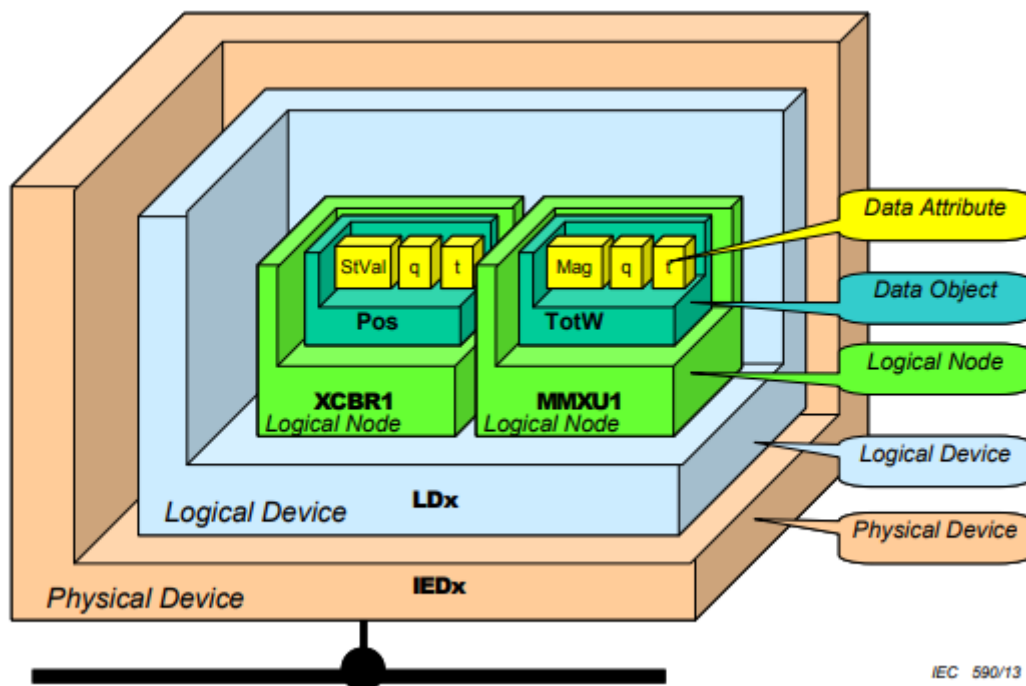 Data Attribute
StVal q t
Mag q t
Pos
TotW
Data Object
Logical Node
XCBR1
Logical Node
MMXU1
Logical Node
Logical Device
Logical Device
LDx
Physical Device
Physical Device
IEDx
IEC 590/13